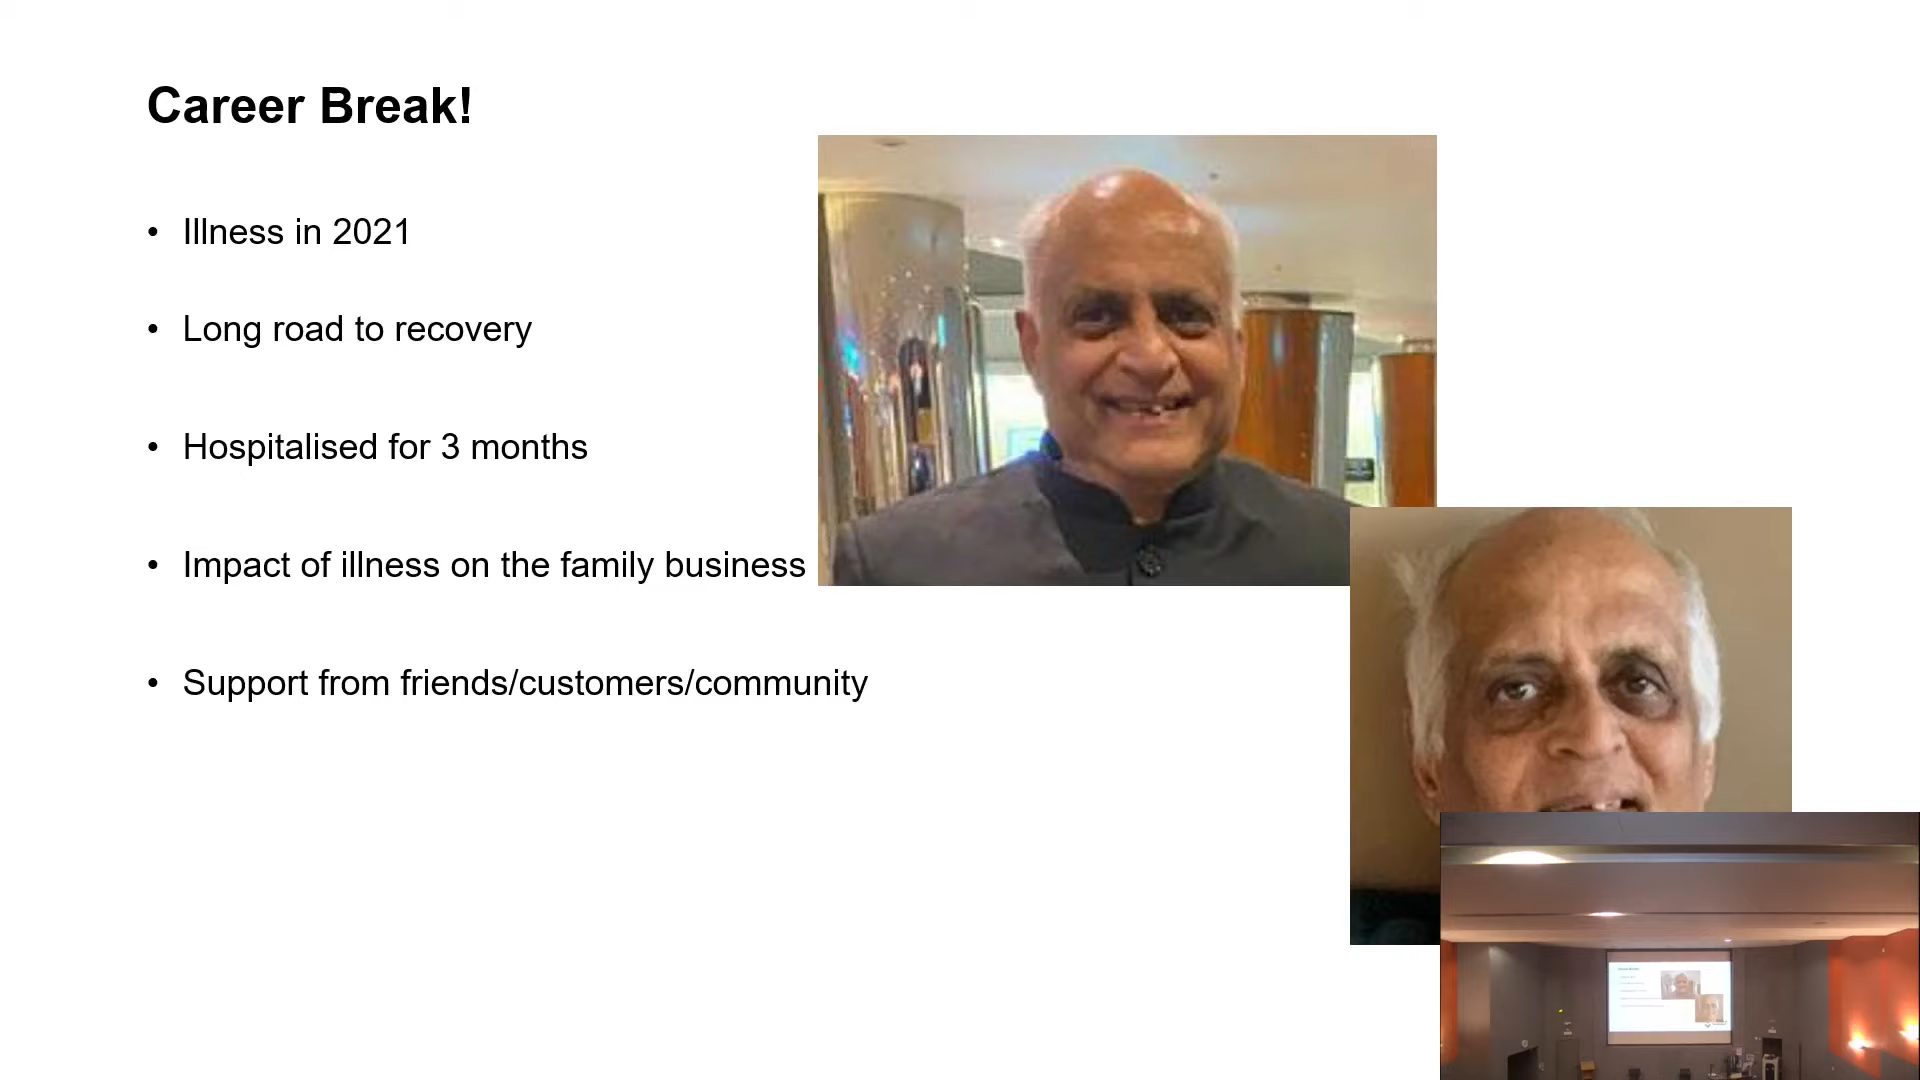 Career Break!
• Illness in 2021
• Long road to recovery
• Hospitalised for 3 months
• Impact of illness on the family business
• Support from friends/customers/community